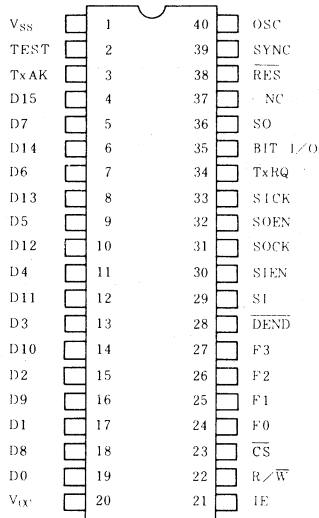 VSS 1 40 OSC
TEST 2 39 SYNC
TxAK 3 38 R̅E̅S̅
D15 4 37 NC
D7 5 36 SO
D14 6 35 BIT I/O
D6 7 34 TxRQ
D13 8 33 SICK
D5 9 32 SOEN
D12 10 31 SOCK
D4 11 30 SIEN
D11 12 29 SI
D3 13 28 D̅E̅N̅D̅
D10 14 27 F3
D2 15 26 F2
D9 16 25 F1
D1 17 24 F0
D8 18 23 C̅S̅
D0 19 22 R/W̅
VCC 20 21 IE